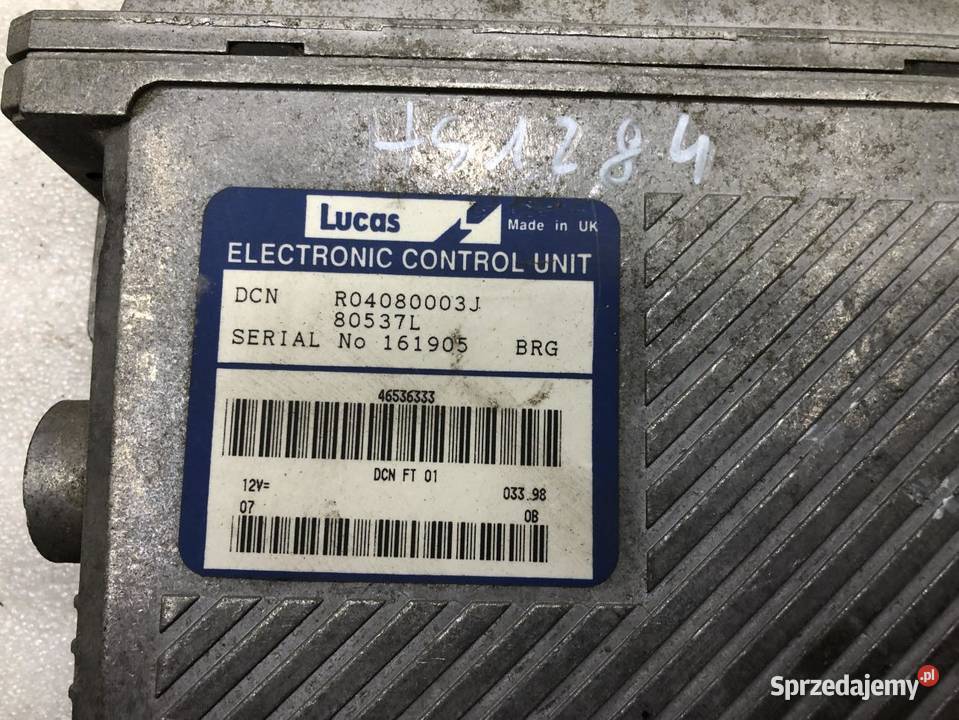 HS1284
Lucas
Made in UK
ELECTRONIC CONTROL UNIT
DCN R04080003J
80537L
SERIAL No 161905 BRG
46536333
DCN FT 01
12V= 033.98
07 0B
Sprzedajemy.pl